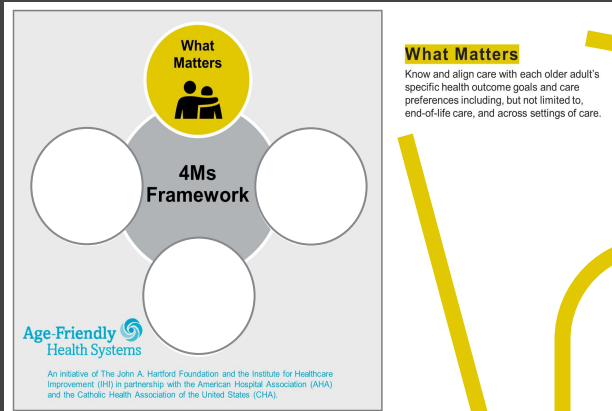 What
Matters
4Ms
Framework
Age-Friendly
Health Systems
An initiative of The John A. Hartford Foundation and the Institute for Healthcare
Improvement (IHI) in partnership with the American Hospital Association (AHA)
and the Catholic Health Association of the United States (CHA).
What Matters
Know and align care with each older adult's
specific health outcome goals and care
preferences including, but not limited to,
end-of-life care, and across settings of care.